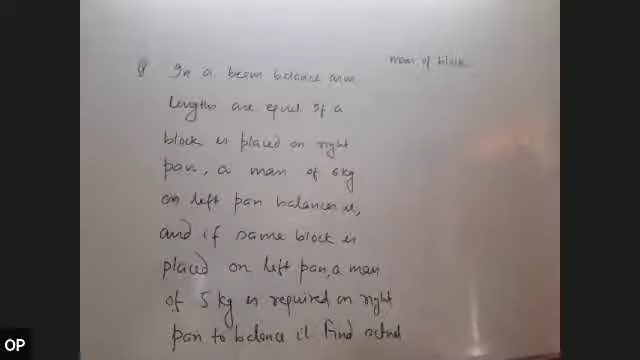 Q In a beam balance arm
lengths are equal. If a
block is placed on right
pan, a mass of 6 kg
on left pan balances it,
and if same block is
placed on left pan, a mass
of 5 kg is required on right
pan to balance it. Find actual
mass of block
OP